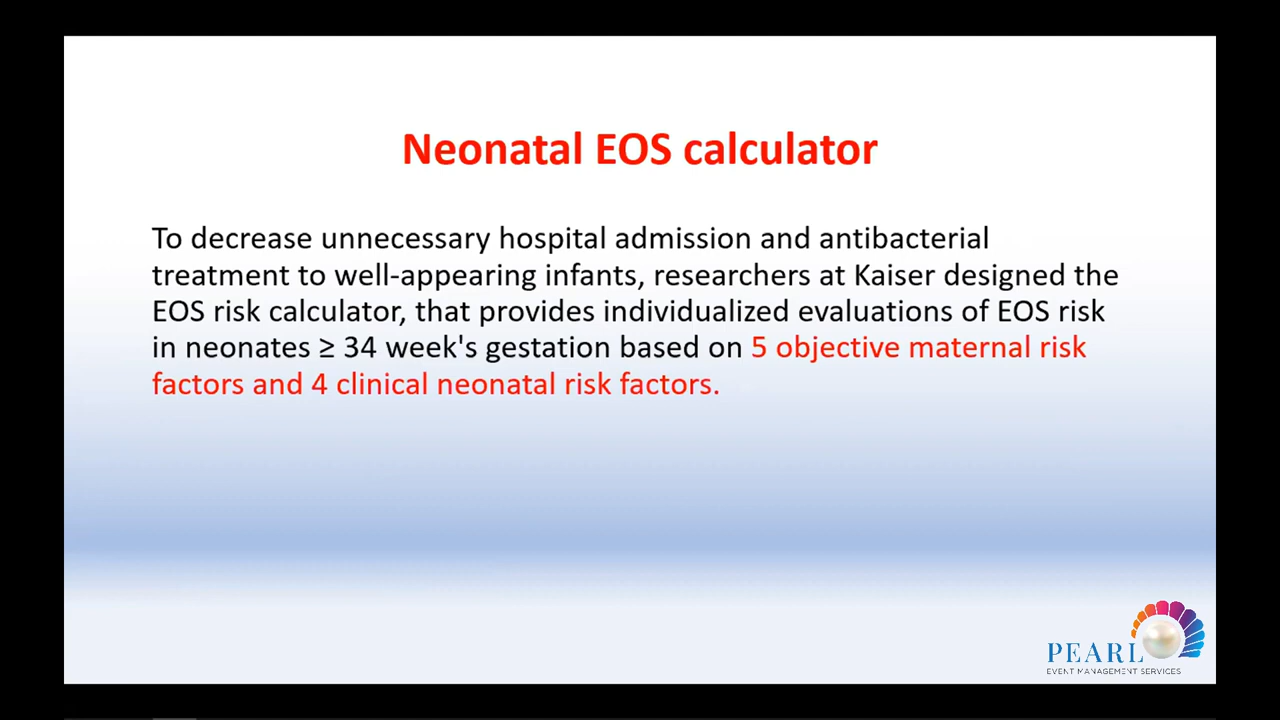 Neonatal EOS calculator
To decrease unnecessary hospital admission and antibacterial
treatment to well-appearing infants, researchers at Kaiser designed the
EOS risk calculator, that provides individualized evaluations of EOS risk
in neonates ≥ 34 week's gestation based on 5 objective maternal risk
factors and 4 clinical neonatal risk factors.
PEARL
EVENT MANAGEMENT SERVICES